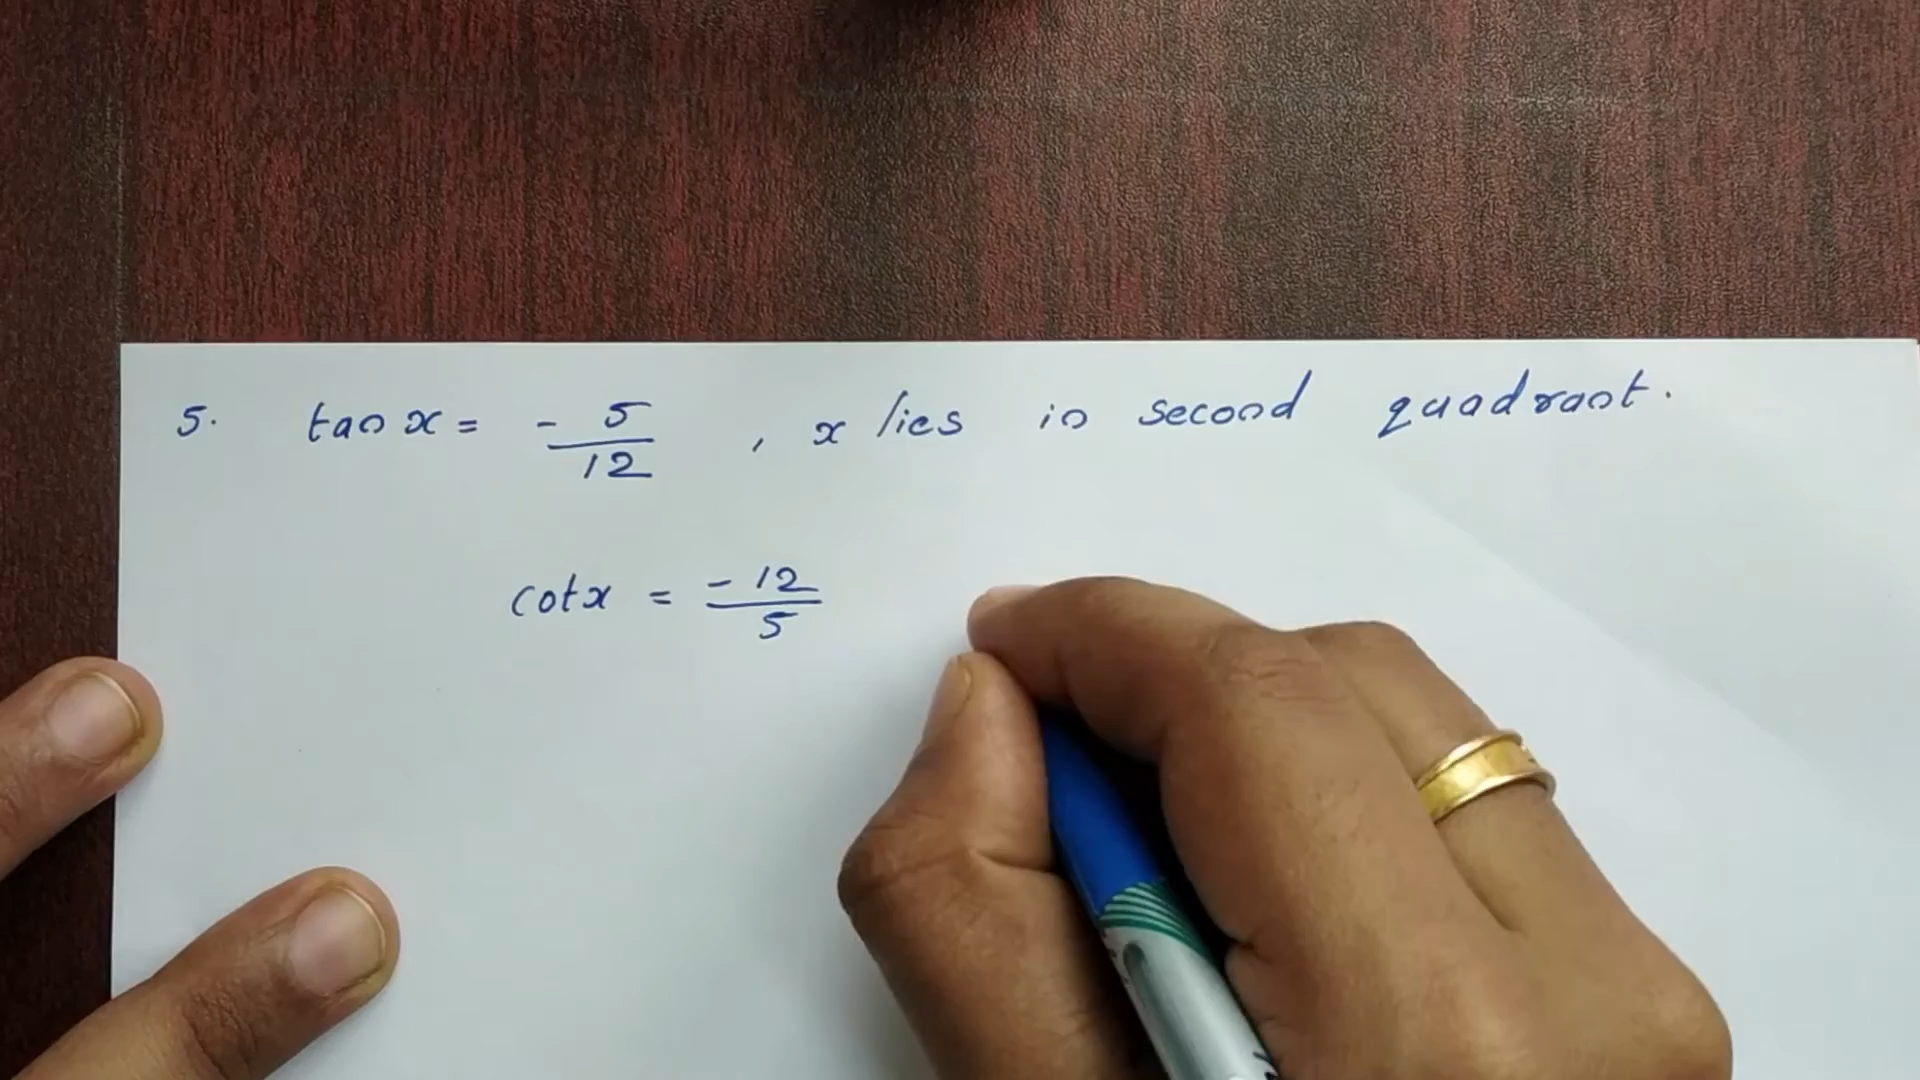 5. tan x = - 5/12 , x lies in second quadrant.
cot x = -12/5